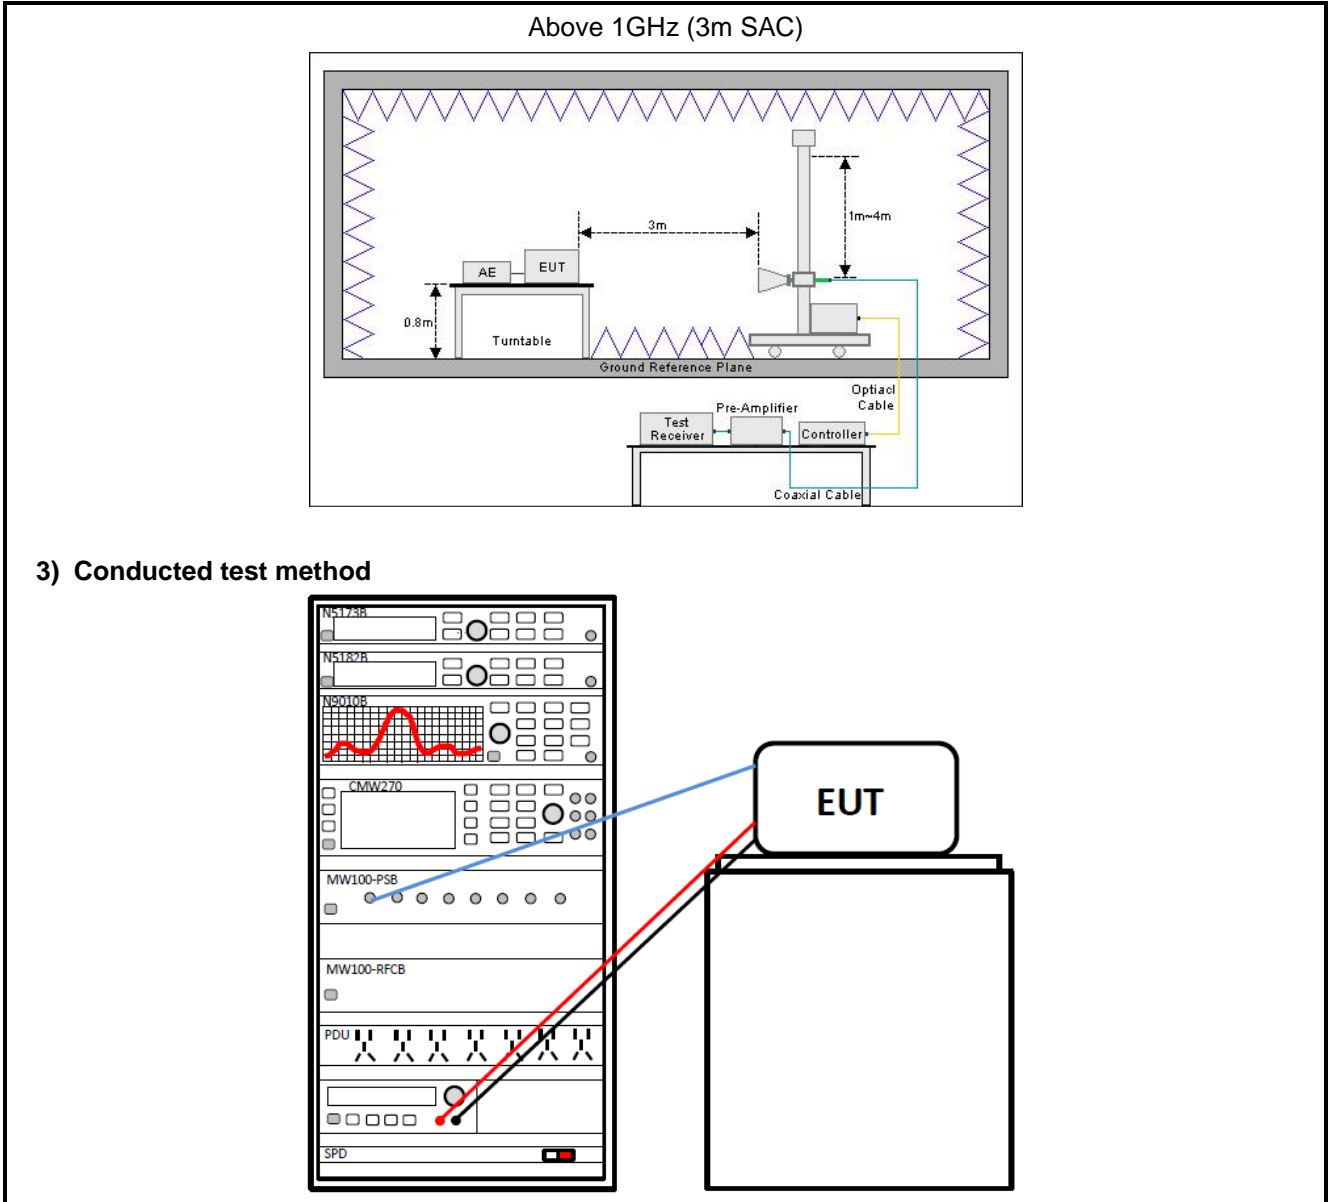 Above 1GHz (3m SAC)
3m
1m~4m
AE
EUT
0.8m
Turntable
Ground Reference Plane
Optiacl
Cable
Pre-Amplifier
Test
Receiver
Controller
Coaxial Cable
3) Conducted test method
N5173B
N5182B
N9010B
CMW270
EUT
MW100-PSB
MW100-RFCB
PDU
SPD